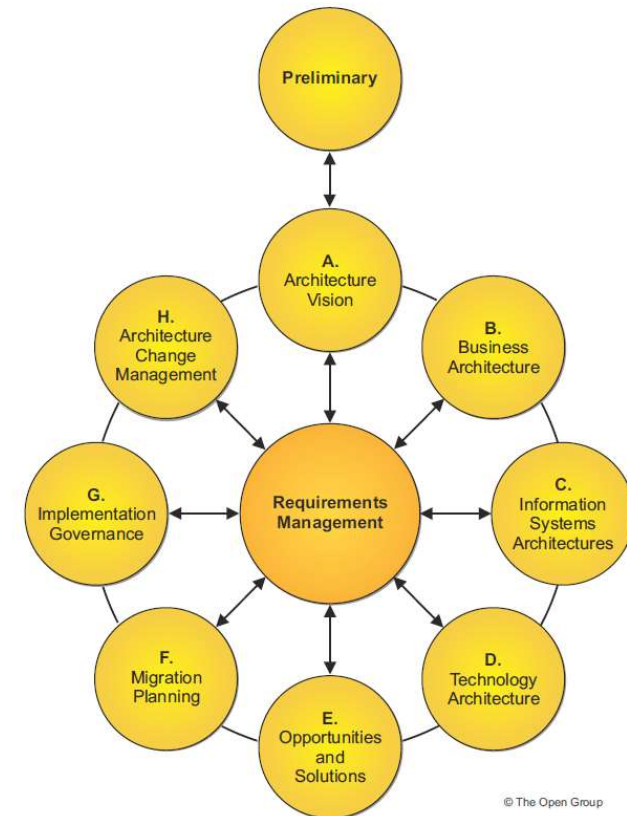 Preliminary
A.
Architecture
Vision
B.
Business
Architecture
C.
Information
Systems
Architectures
D.
Technology
Architecture
E.
Opportunities
and
Solutions
F.
Migration
Planning
G.
Implementation
Governance
H.
Architecture
Change
Management
Requirements
Management
© The Open Group